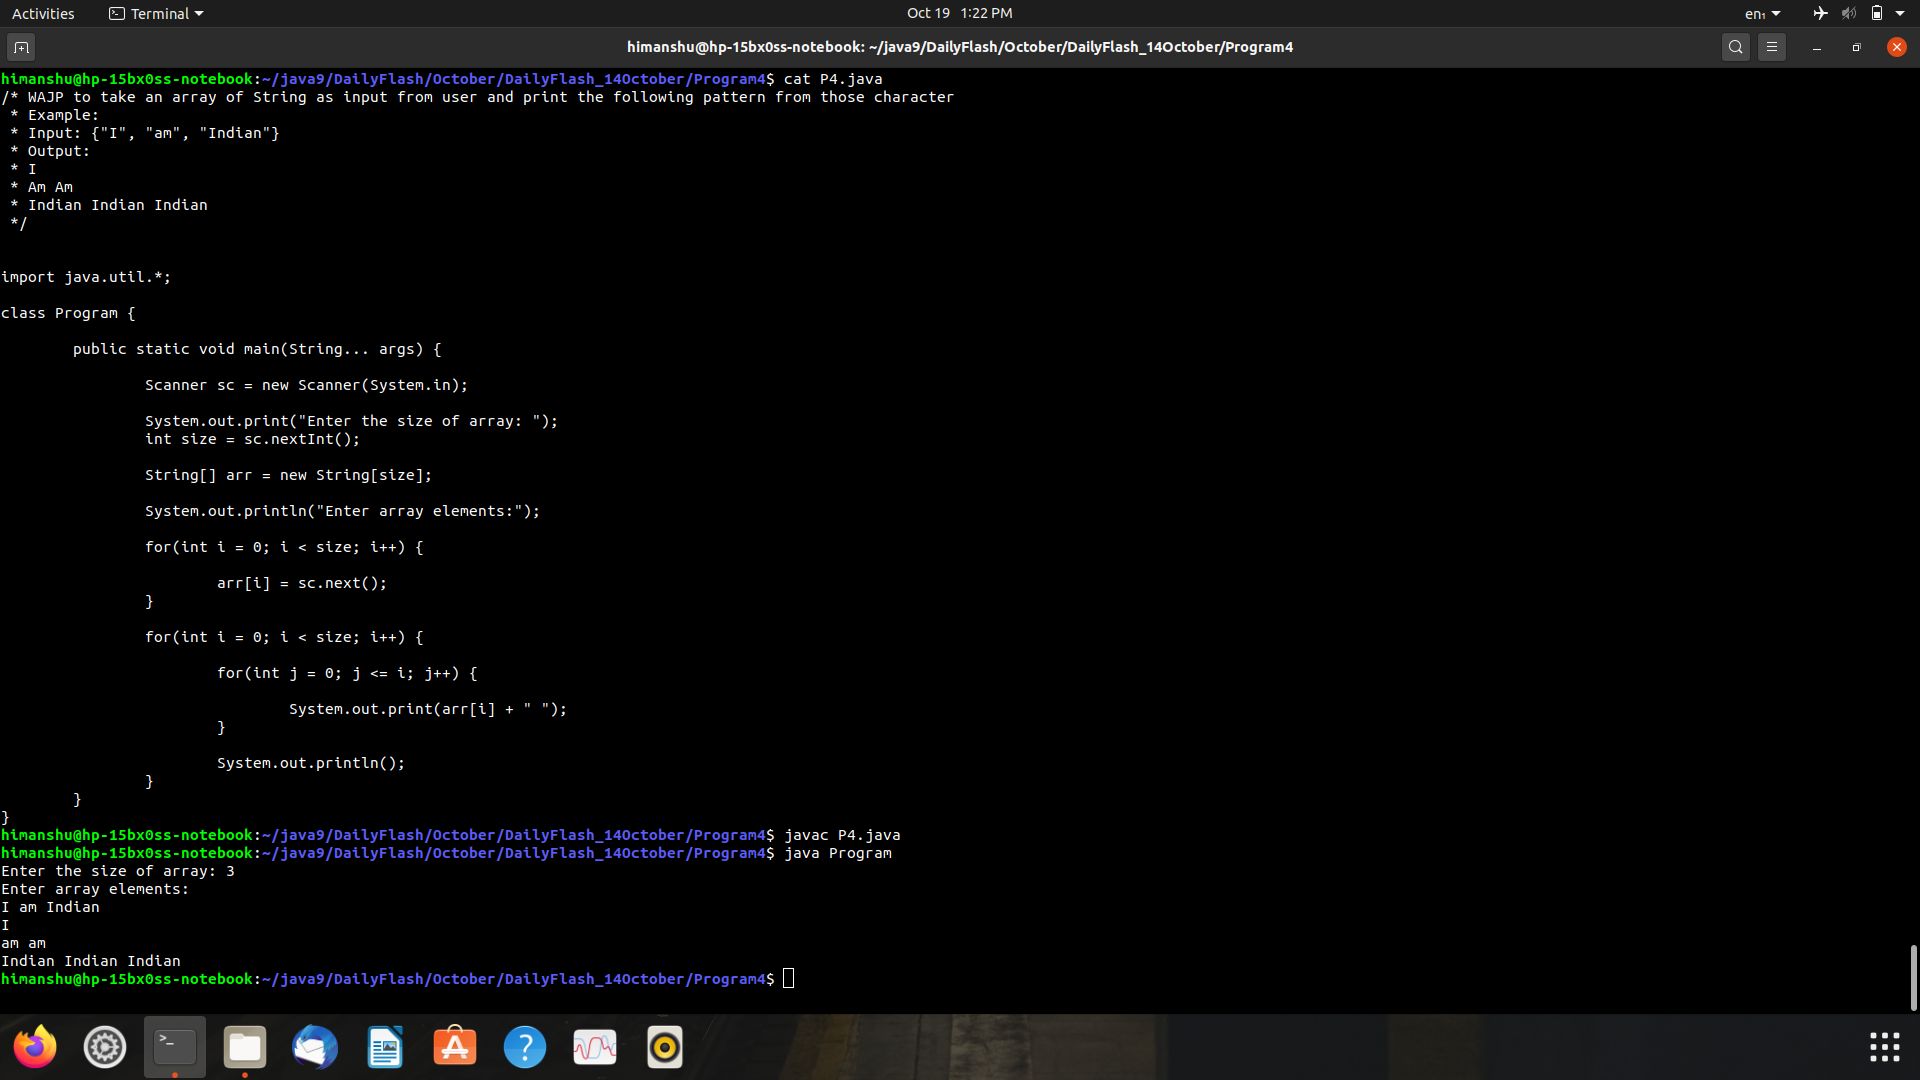 Activities Terminal Oct 19 1:22 PM en₁
himanshu@hp-15bx0ss-notebook: ~/java9/DailyFlash/October/DailyFlash_14October/Program4
himanshu@hp-15bx0ss-notebook:~/java9/DailyFlash/October/DailyFlash_14October/Program4$ cat P4.java
/* WAJP to take an array of String as input from user and print the following pattern from those character
 * Example:
 * Input: {"I", "am", "Indian"}
 * Output:
 * I
 * Am Am
 * Indian Indian Indian
 */
import java.util.*;
class Program {
        public static void main(String... args) {
                Scanner sc = new Scanner(System.in);
                System.out.print("Enter the size of array: ");
                int size = sc.nextInt();
                String[] arr = new String[size];
                System.out.println("Enter array elements:");
                for(int i = 0; i < size; i++) {
                        arr[i] = sc.next();
                }
                for(int i = 0; i < size; i++) {
                        for(int j = 0; j <= i; j++) {
                                System.out.print(arr[i] + " ");
                        }
                        System.out.println();
                }
        }
}
himanshu@hp-15bx0ss-notebook:~/java9/DailyFlash/October/DailyFlash_14October/Program4$ javac P4.java
himanshu@hp-15bx0ss-notebook:~/java9/DailyFlash/October/DailyFlash_14October/Program4$ java Program
Enter the size of array: 3
Enter array elements:
I am Indian
I
am am
Indian Indian Indian
himanshu@hp-15bx0ss-notebook:~/java9/DailyFlash/October/DailyFlash_14October/Program4$